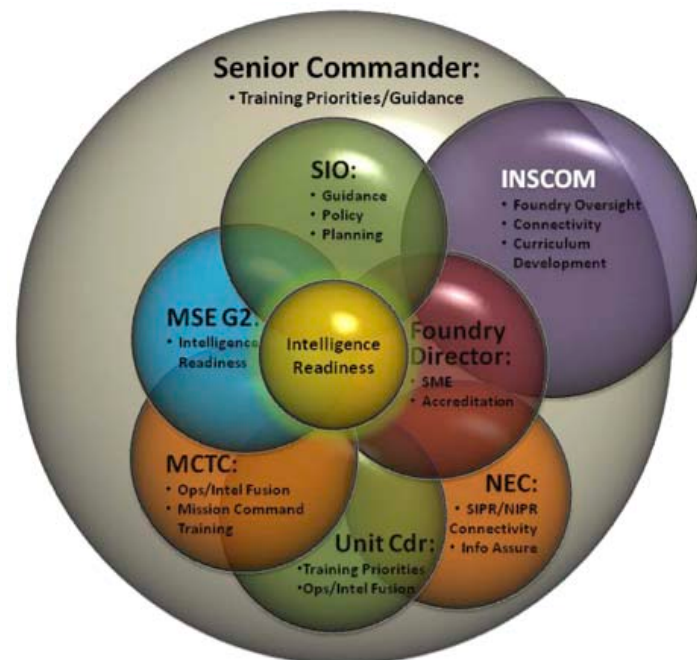 Senior Commander:
• Training Priorities/Guidance
SIO:
• Guidance
• Policy
• Planning
INSCOM
• Foundry Oversight
• Connectivity
• Curriculum
Development
MSE G2:
• Intelligence
Readiness
Intelligence
Readiness
Foundry
Director:
• SME
• Accreditation
MCTC:
• Ops/Intel Fusion
• Mission Command
Training
NEC:
• SIPR/NIPR
Connectivity
• Info Assure
Unit Cdr:
• Training Priorities
• Ops/Intel Fusion